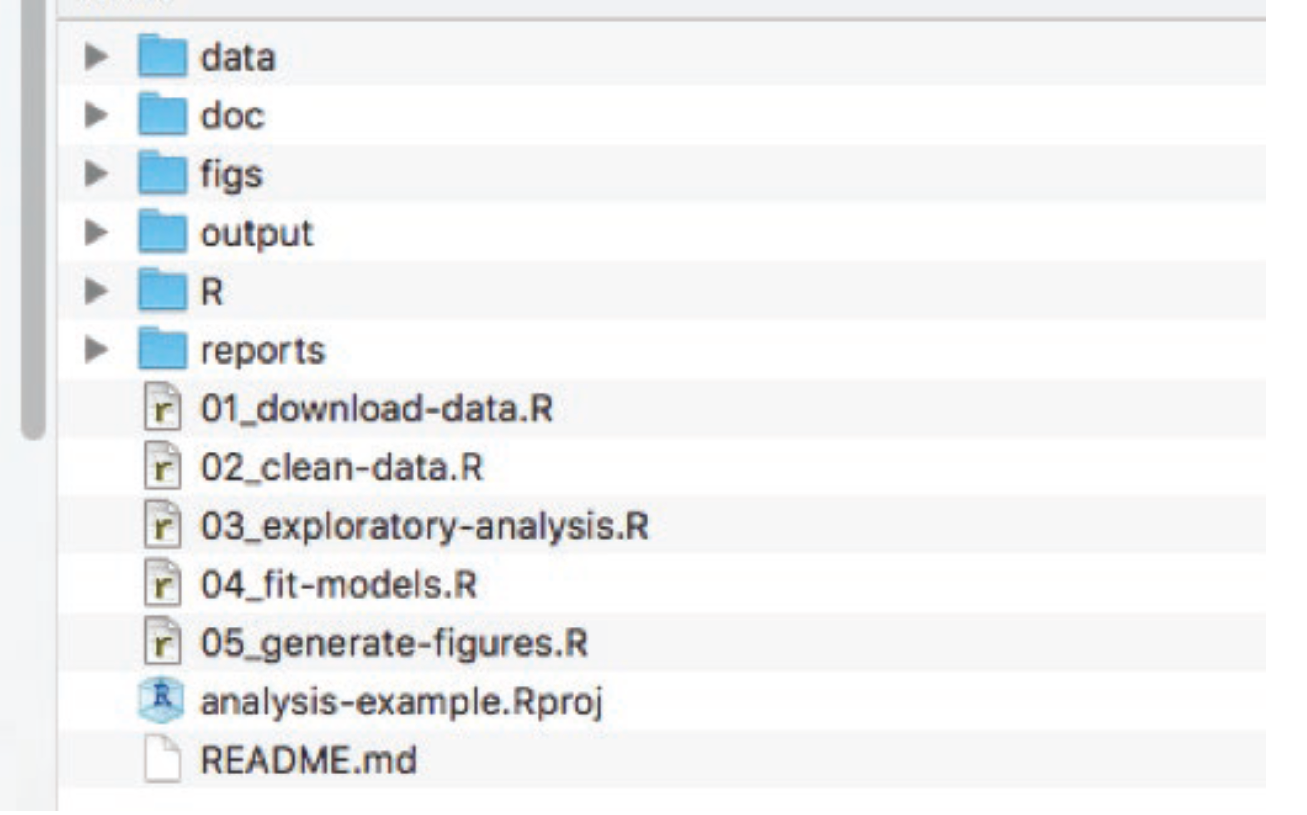 data
doc
figs
output
R
reports
01_download-data.R
02_clean-data.R
03_exploratory-analysis.R
04_fit-models.R
05_generate-figures.R
analysis-example.Rproj
README.md